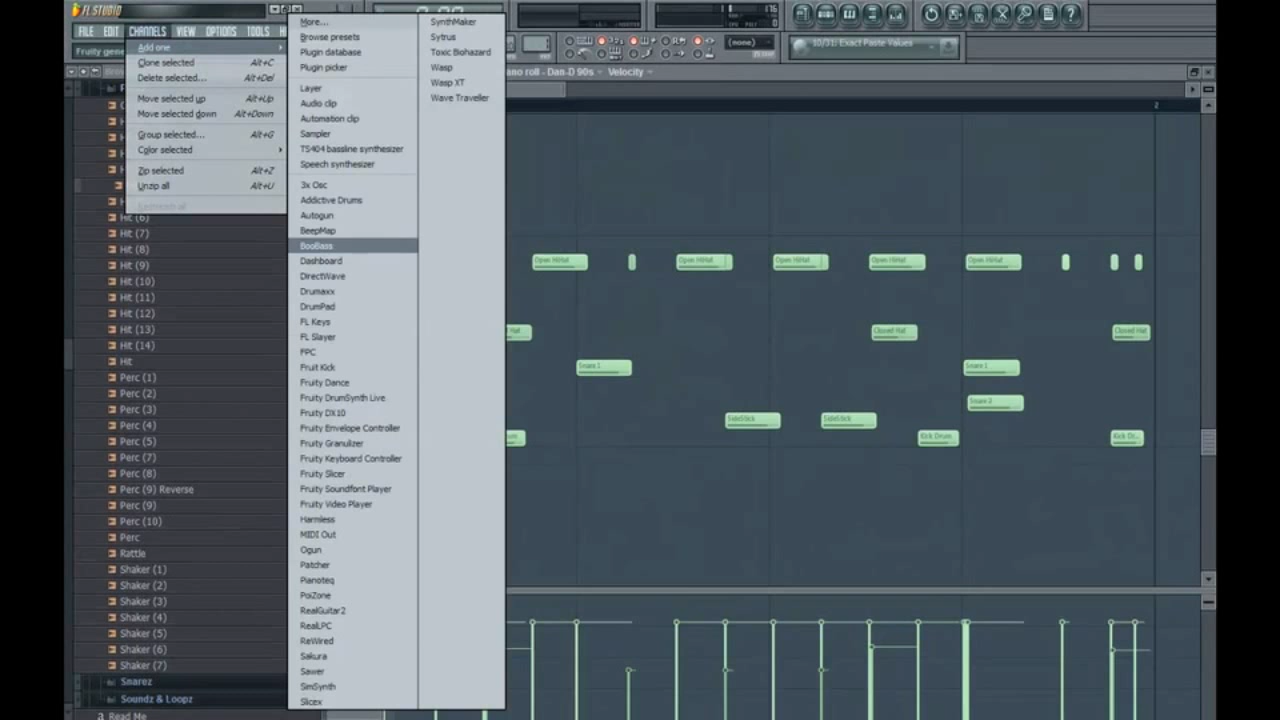 FL STUDIO
FILE EDIT CHANNELS VIEW OPTIONS TOOLS
Add one
Clone selected Alt+C
Delete selected... Alt+Del
Move selected up Alt+Up
Move selected down Alt+Down
Group selected... Alt+G
Color selected
Zip selected Alt+Z
Unzip all Alt+U
More...
Browse presets
Plugin database
Plugin picker
Layer
Audio clip
Automation clip
Sampler
TS404 bassline synthesizer
Speech synthesizer
3x Osc
Addictive Drums
Autogun
BeepMap
BooBass
Dashboard
DirectWave
Drumaxx
DrumPad
FL Keys
FL Slayer
FPC
Fruit Kick
Fruity Dance
Fruity DrumSynth Live
Fruity DX10
Fruity Envelope Controller
Fruity Granulizer
Fruity Keyboard Controller
Fruity Slicer
Fruity Soundfont Player
Fruity Video Player
Harmless
MIDI Out
Ogun
Patcher
Pianoteq
PoiZone
RealGuitar2
RealLPC
ReWired
Sakura
Sawer
SimSynth
Slicex
SynthMaker
Sytrus
Toxic Biohazard
Wasp
Wasp XT
Wave Traveller
(none)
10/31: Exact Paste Values
ano roll - Dan-D 90s Velocity
2
Fruity gene
Hit (6)
Hit (7)
Hit (8)
Hit (9)
Hit (10)
Hit (11)
Hit (12)
Hit (13)
Hit (14)
Hit
Perc (1)
Perc (2)
Perc (3)
Perc (4)
Perc (5)
Perc (7)
Perc (8)
Perc (9) Reverse
Perc (9)
Perc (10)
Perc
Rattle
Shaker (1)
Shaker (2)
Shaker (3)
Shaker (4)
Shaker (5)
Shaker (6)
Shaker (7)
Snarez
Soundz & Loopz
Read Me
Open HiHat Open HiHat Open HiHat Open HiHat Open HiHat
Hat Closed Hat Closed Hat
Snare 1 Snare 1
Snare 2
SideStick SideStick
Kick Drum Kick Dr...